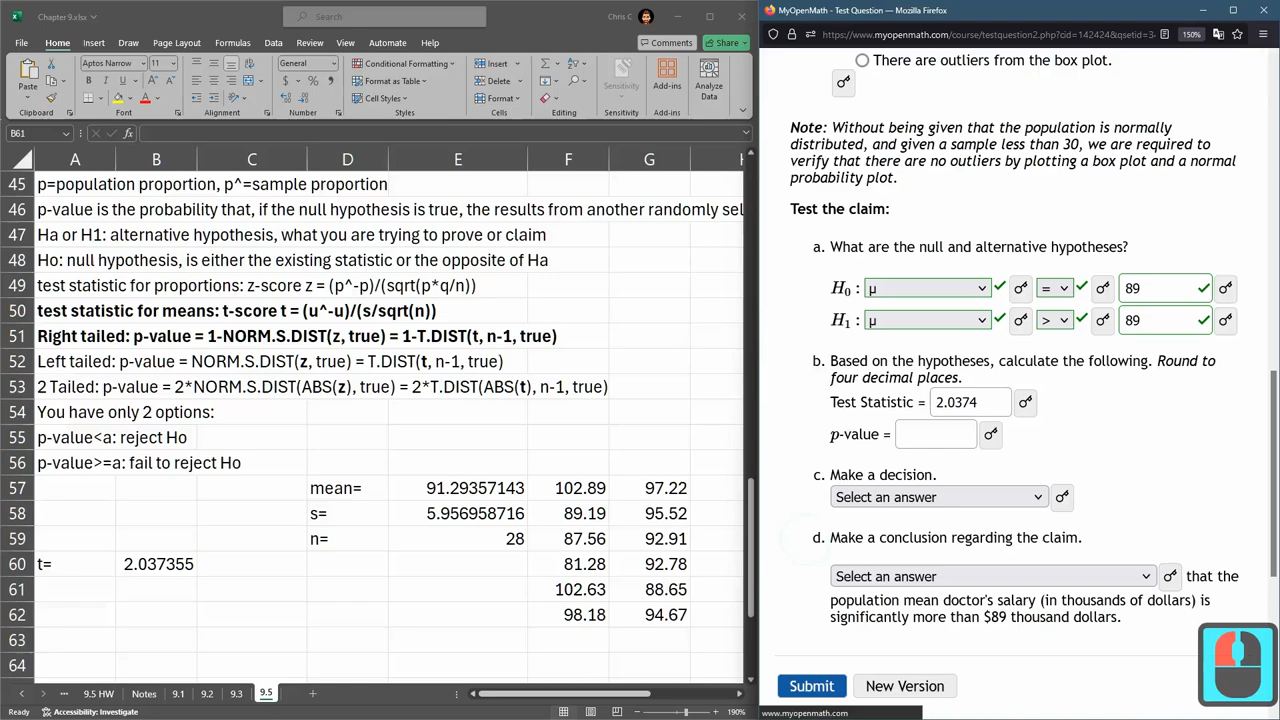 Chapter 9.xlsx
Search
Chris C
File Home Insert Draw Page Layout Formulas Data Review View Automate Help
Comments Share
Paste
Aptos Narrow 11
General
Conditional Formatting
Format as Table
Cell Styles
Insert
Delete
Format
Sensitivity
Add-ins
Analyze Data
Clipboard Font Alignment Number Styles Cells Editing Sensitivity Add-ins
B61 fx
A B C D E F G H
45 p=population proportion, p^=sample proportion
46 p-value is the probability that, if the null hypothesis is true, the results from another randomly sel
47 Ha or H1: alternative hypothesis, what you are trying to prove or claim
48 Ho: null hypothesis, is either the existing statistic or the opposite of Ha
49 test statistic for proportions: z-score z = (p^-p)/(sqrt(p*q/n))
50 test statistic for means: t-score t = (u^-u)/(s/sqrt(n))
51 Right tailed: p-value = 1-NORM.S.DIST(z, true) = 1-T.DIST(t, n-1, true)
52 Left tailed: p-value = NORM.S.DIST(z, true) = T.DIST(t, n-1, true)
53 2 Tailed: p-value = 2*NORM.S.DIST(ABS(z), true) = 2*T.DIST(ABS(t), n-1, true)
54 You have only 2 options:
55 p-value<a: reject Ho
56 p-value>=a: fail to reject Ho
57 mean= 91.29357143 102.89 97.22
58 s= 5.956958716 89.19 95.52
59 n= 28 87.56 92.91
60 t= 2.037355 81.28 92.78
61 102.63 88.65
62 98.18 94.67
63
64
9.5 HW Notes 9.1 9.2 9.3 9.5
Ready Accessibility: Investigate 190%
MyOpenMath - Test Question — Mozilla Firefox
https://www.myopenmath.com/course/testquestion2.php?cid=142424&qsetid=3 150%
There are outliers from the box plot.
Note: Without being given that the population is normally
distributed, and given a sample less than 30, we are required to
verify that there are no outliers by plotting a box plot and a normal
probability plot.
Test the claim:
a. What are the null and alternative hypotheses?
H₀ : μ = 89
H₁ : μ > 89
b. Based on the hypotheses, calculate the following. Round to
four decimal places.
Test Statistic = 2.0374
p-value =
c. Make a decision.
Select an answer
d. Make a conclusion regarding the claim.
Select an answer that the
population mean doctor's salary (in thousands of dollars) is
significantly more than $89 thousand dollars.
Submit New Version
www.myopenmath.com